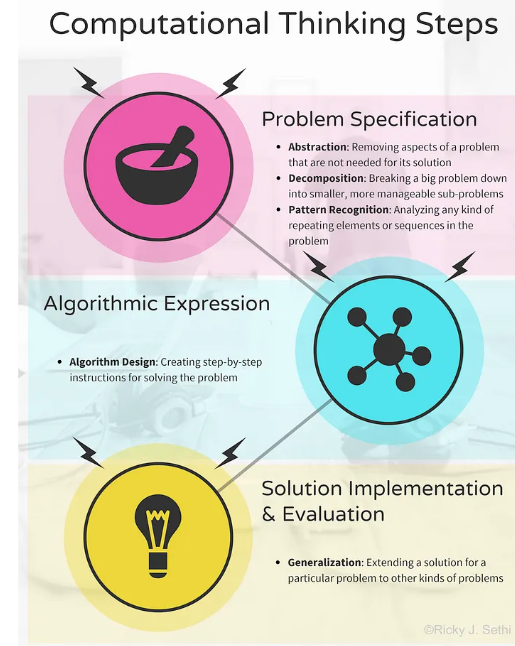 Computational Thinking Steps
Problem Specification
• Abstraction: Removing aspects of a problem
that are not needed for its solution
• Decomposition: Breaking a big problem down
into smaller, more manageable sub-problems
• Pattern Recognition: Analyzing any kind of
repeating elements or sequences in the
problem
Algorithmic Expression
• Algorithm Design: Creating step-by-step
instructions for solving the problem
Solution Implementation
& Evaluation
• Generalization: Extending a solution for a
particular problem to other kinds of problems
©Ricky J. Sethi